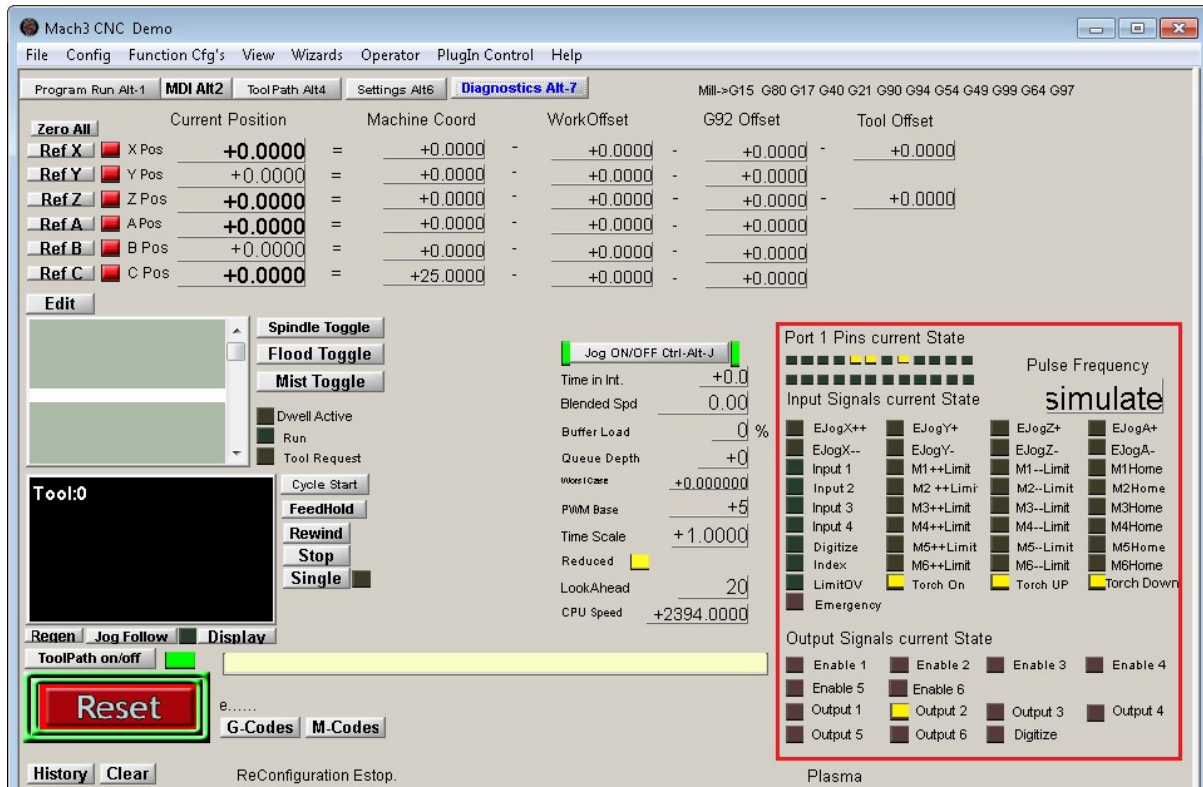 Mach3 CNC Demo
File Config Function Cfg's View Wizards Operator PlugIn Control Help
Program Run Alt-1 MDI Alt2 ToolPath Alt4 Settings Alt6 Diagnostics Alt-7 Mill->G15 G80 G17 G40 G21 G90 G94 G54 G49 G99 G64 G97
Zero All Current Position Machine Coord WorkOffset G92 Offset Tool Offset
Ref X X Pos +0.0000 = +0.0000 - +0.0000 - +0.0000 - +0.0000
Ref Y Y Pos +0.0000 = +0.0000 - +0.0000 - +0.0000
Ref Z Z Pos +0.0000 = +0.0000 - +0.0000 - +0.0000 - +0.0000
Ref A A Pos +0.0000 = +0.0000 - +0.0000 - +0.0000
Ref B B Pos +0.0000 = +0.0000 - +0.0000 - +0.0000
Ref C C Pos +0.0000 = +25.0000 - +0.0000 - +0.0000
Edit
Spindle Toggle
Flood Toggle
Mist Toggle
Dwell Active
Run
Tool Request
Tool:0
Cycle Start
FeedHold
Rewind
Stop
Single
Regen Jog Follow Display
ToolPath on/off
Reset
e......
G-Codes M-Codes
History Clear ReConfiguration Estop.
Jog ON/OFF Ctrl-Alt-J
Time in Int. +0.0
Blended Spd 0.00
Buffer Load 0 %
Queue Depth +0
Worst Case +0.000000
PWM Base +5
Time Scale +1.0000
Reduced
LookAhead 20
CPU Speed +2394.0000
Port 1 Pins current State
Pulse Frequency
simulate
Input Signals current State
EJogX++ EJogY+ EJogZ+ EJogA+
EJogX-- EJogY- EJogZ- EJogA-
Input 1 M1++Limit M1--Limit M1Home
Input 2 M2 ++Limi M2--Limit M2Home
Input 3 M3++Limit M3--Limit M3Home
Input 4 M4++Limit M4--Limit M4Home
Digitize M5++Limit M5--Limit M5Home
Index M6++Limit M6--Limit M6Home
LimitOV Torch On Torch UP Torch Down
Emergency
Output Signals current State
Enable 1 Enable 2 Enable 3 Enable 4
Enable 5 Enable 6
Output 1 Output 2 Output 3 Output 4
Output 5 Output 6 Digitize
Plasma